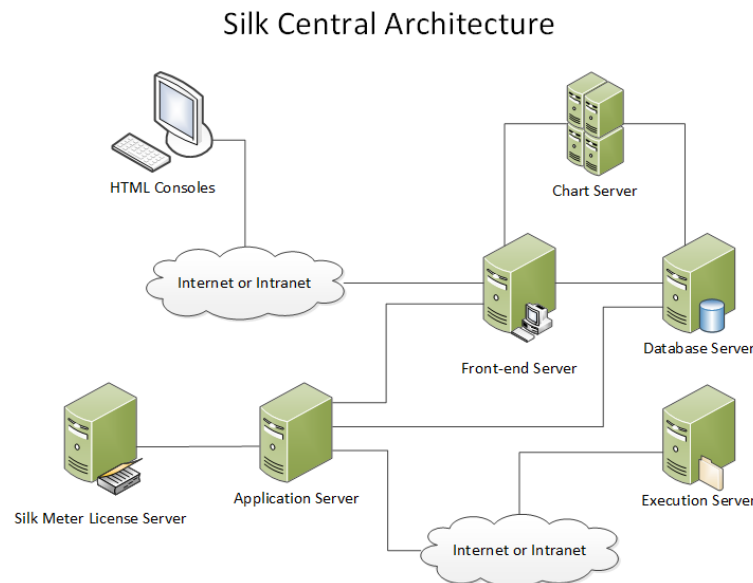 Silk Central Architecture
HTML Consoles
Chart Server
Internet or Intranet
Front-end Server
Database Server
Silk Meter License Server
Application Server
Execution Server
Internet or Intranet